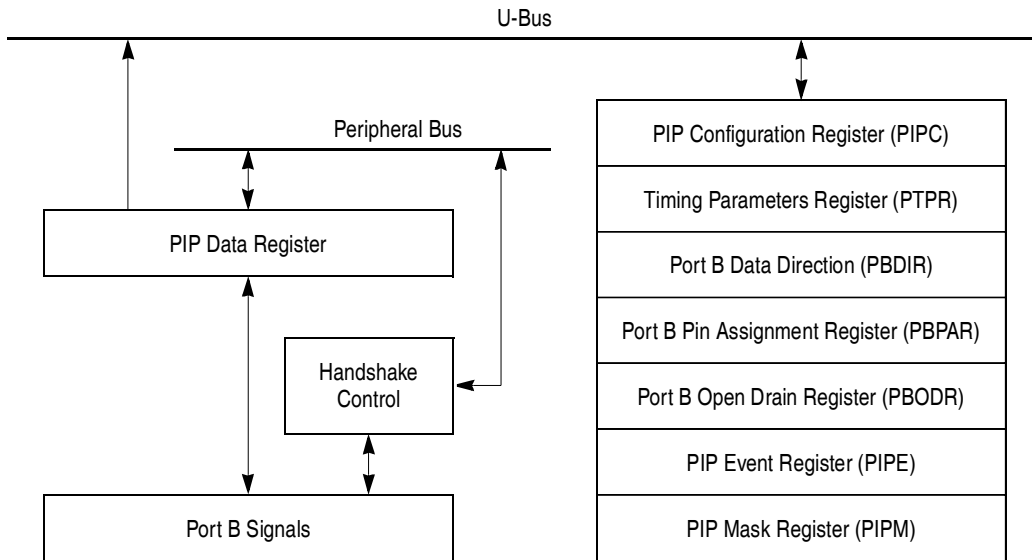 U-Bus
Peripheral Bus
PIP Data Register
Handshake
Control
Port B Signals
PIP Configuration Register (PIPC)
Timing Parameters Register (PTPR)
Port B Data Direction (PBDIR)
Port B Pin Assignment Register (PBPAR)
Port B Open Drain Register (PBODR)
PIP Event Register (PIPE)
PIP Mask Register (PIPM)